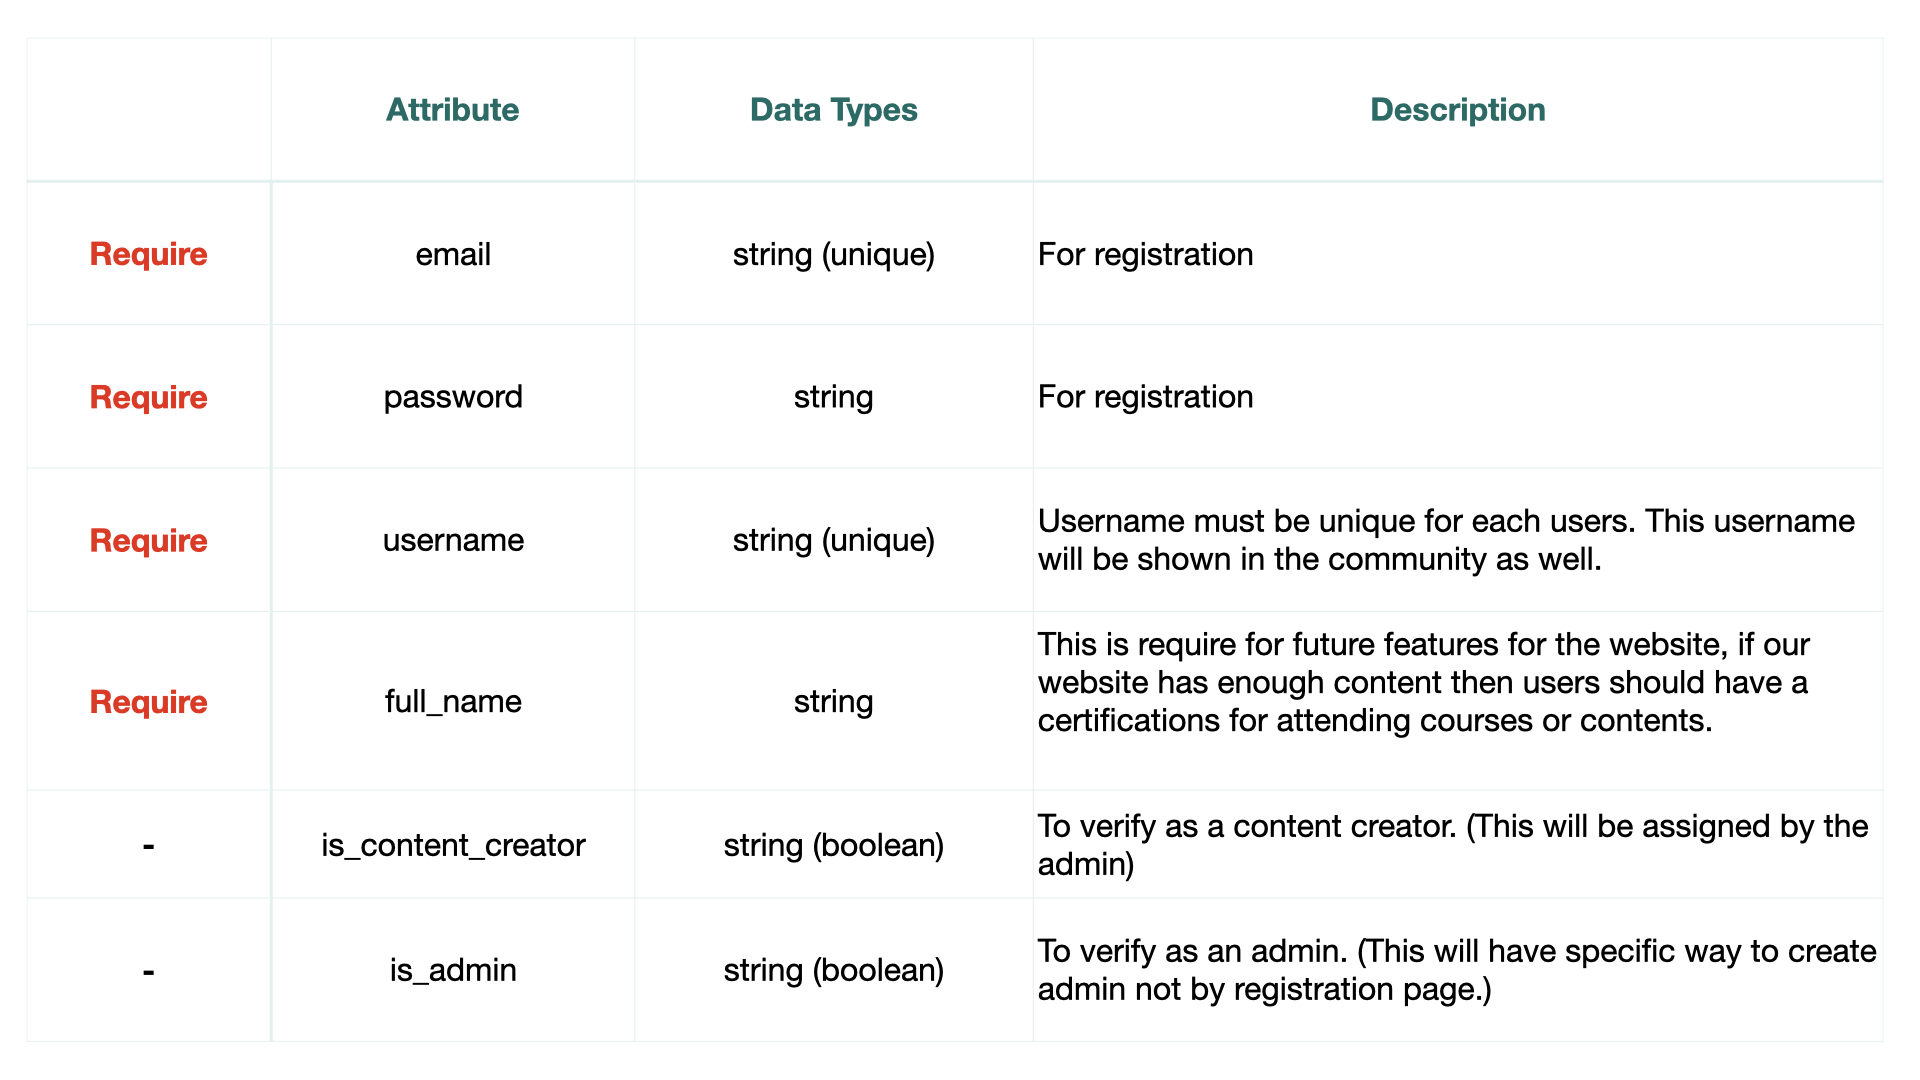 Attribute Data Types Description
Require email string (unique) For registration
Require password string For registration
Require username string (unique) Username must be unique for each users. This username
will be shown in the community as well.
Require full_name string This is require for future features for the website, if our
website has enough content then users should have a
certifications for attending courses or contents.
- is_content_creator string (boolean) To verify as a content creator. (This will be assigned by the
admin)
- is_admin string (boolean) To verify as an admin. (This will have specific way to create
admin not by registration page.)